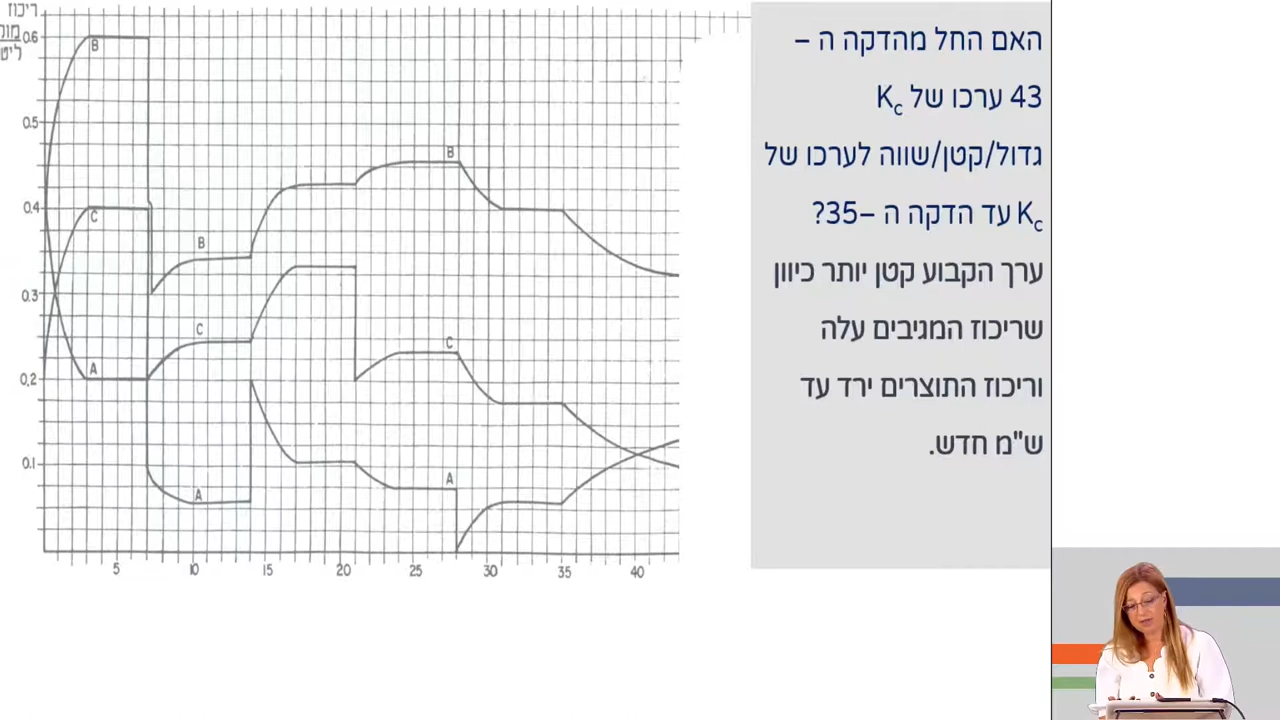 האם החל מהדקה ה –
43 ערכו של Kc
גדול/קטן/שווה לערכו של
Kc עד הדקה ה –35?
ערך הקבוע קטן יותר כיוון
שריכוז המגיבים עלה
וריכוז התוצרים ירד עד
ש"מ חדש.
ריכוז
0.6
0.5
0.4
0.3
0,2
0.1
B
C
A
B
C
A
B
C
A
5 10 15 20 25 30 35 40